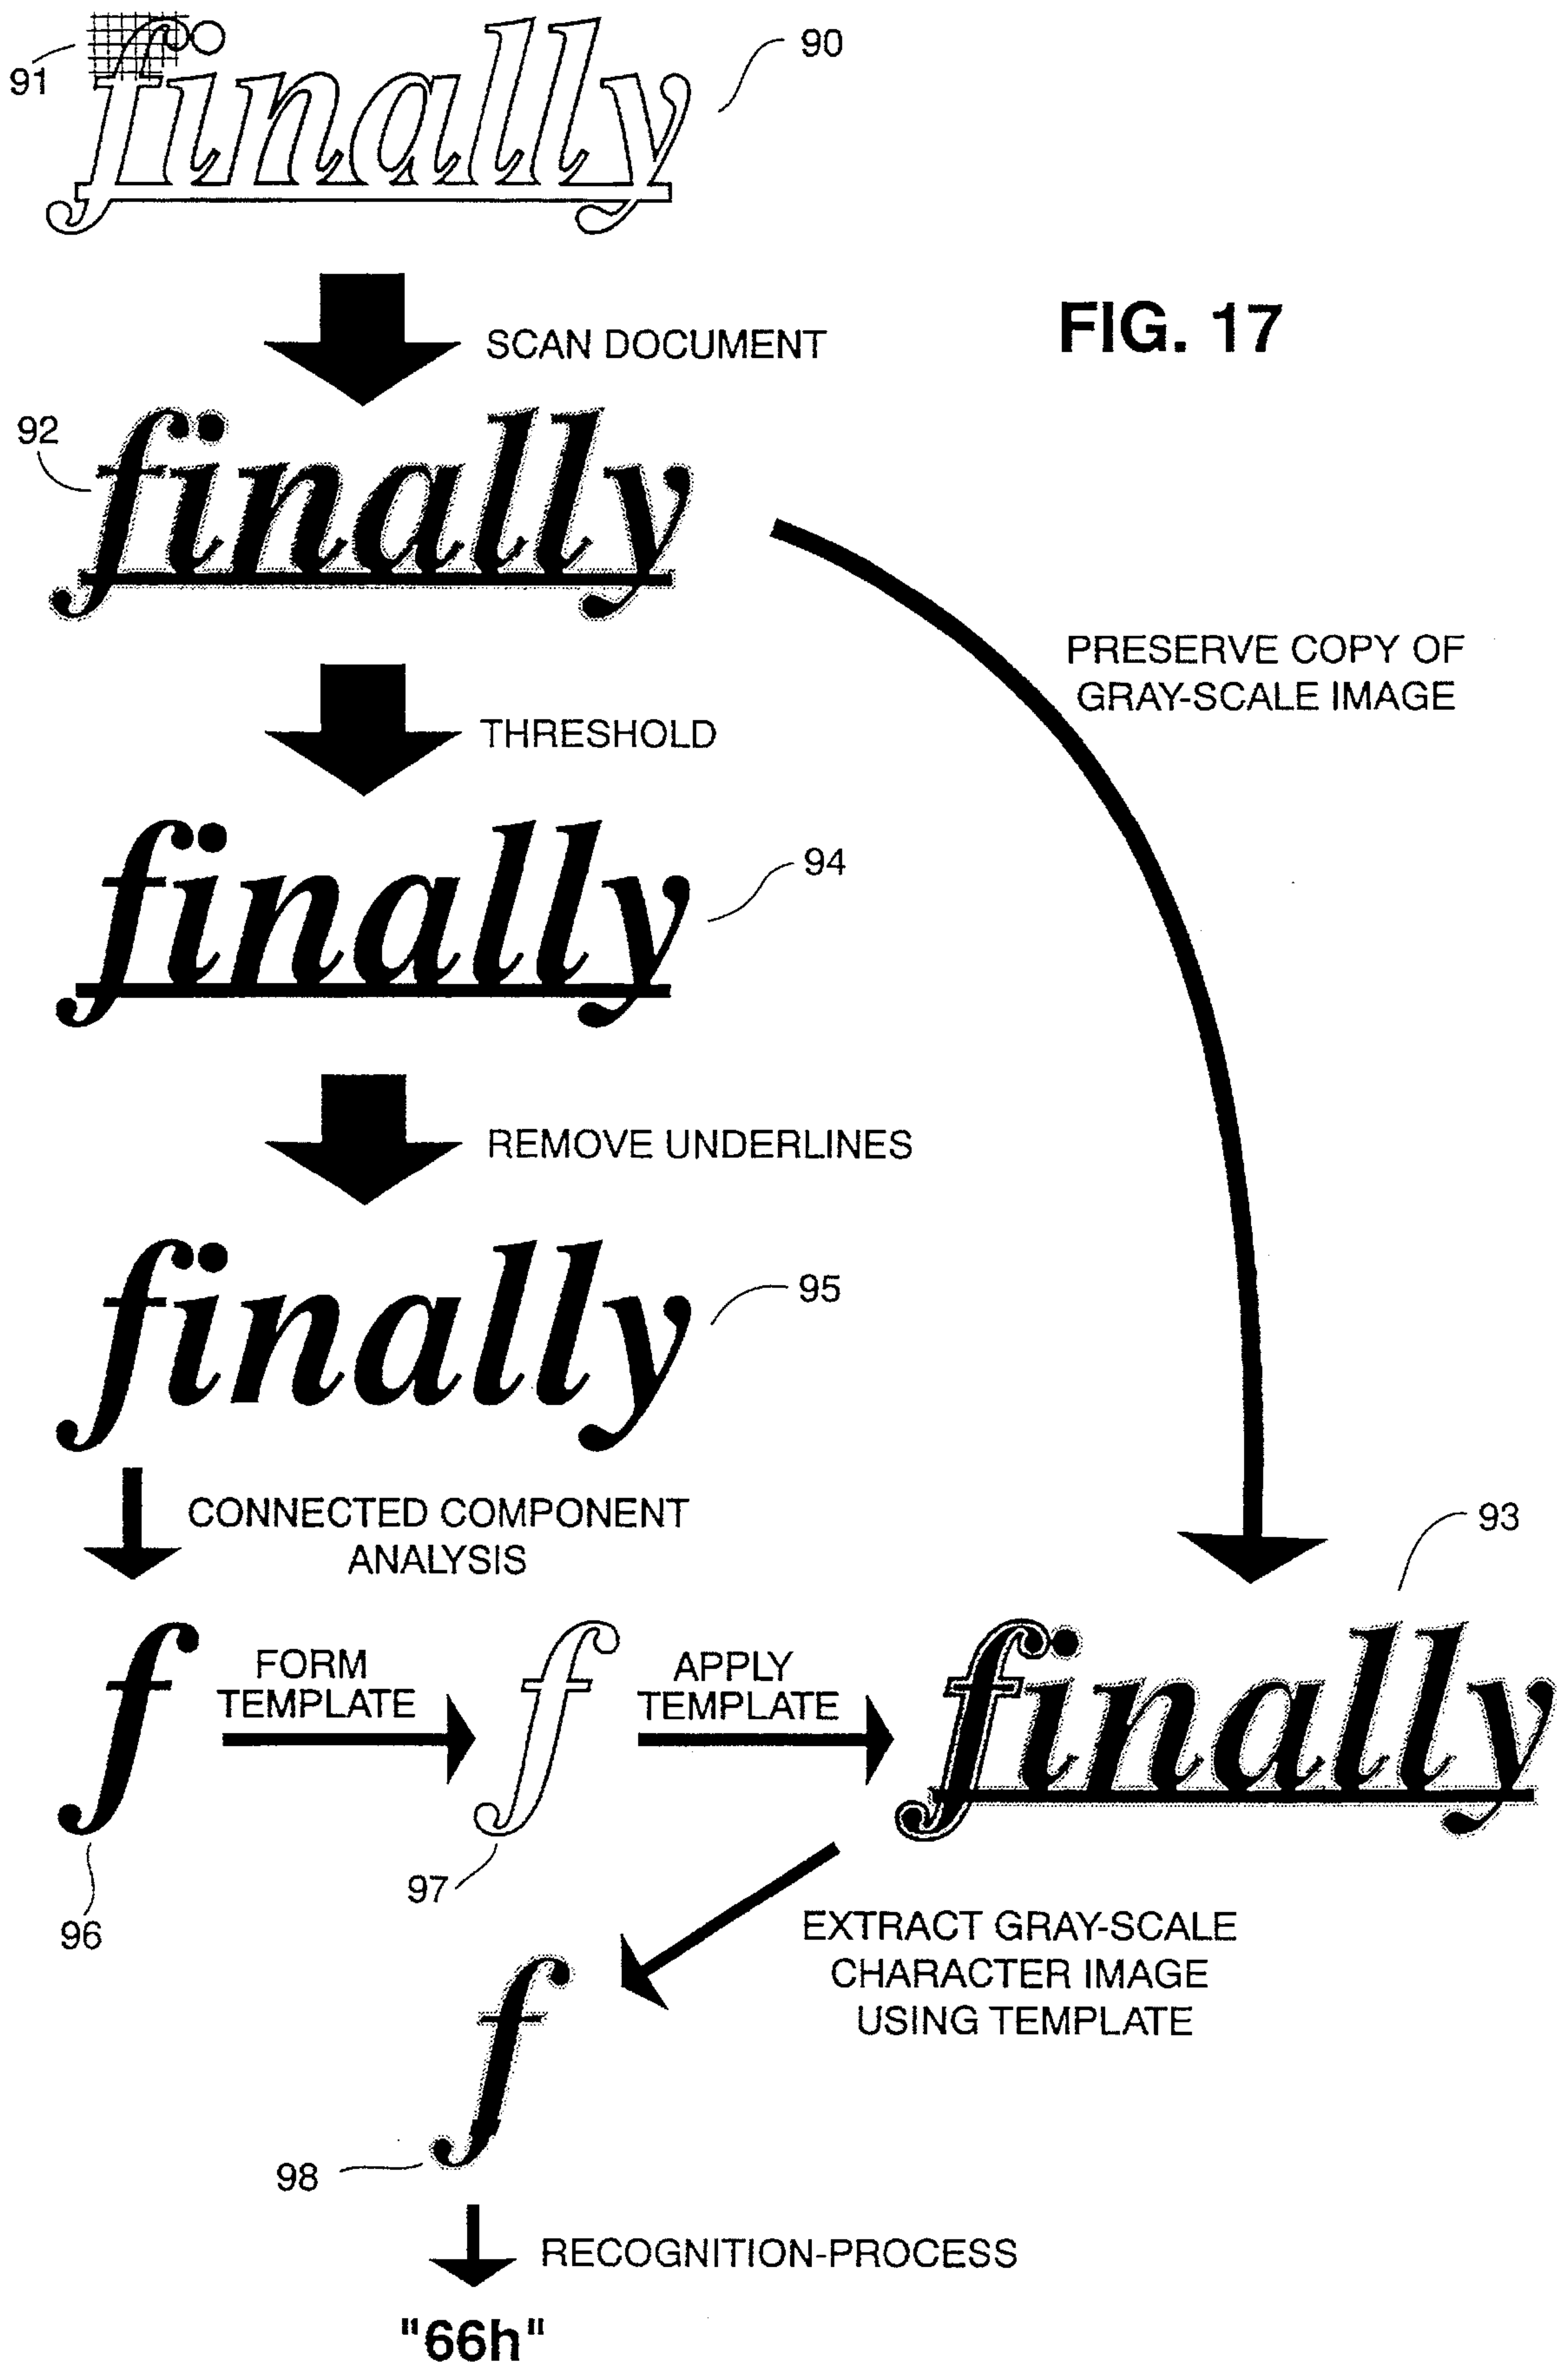 finally
91
90
SCAN DOCUMENT
FIG. 17
92
finally
PRESERVE COPY OF
GRAY-SCALE IMAGE
THRESHOLD
finally
94
REMOVE UNDERLINES
finally
95
CONNECTED COMPONENT
ANALYSIS
93
f
FORM
TEMPLATE
f
APPLY
TEMPLATE
finally
96
97
EXTRACT GRAY-SCALE
CHARACTER IMAGE
USING TEMPLATE
f
98
RECOGNITION-PROCESS
"66h"